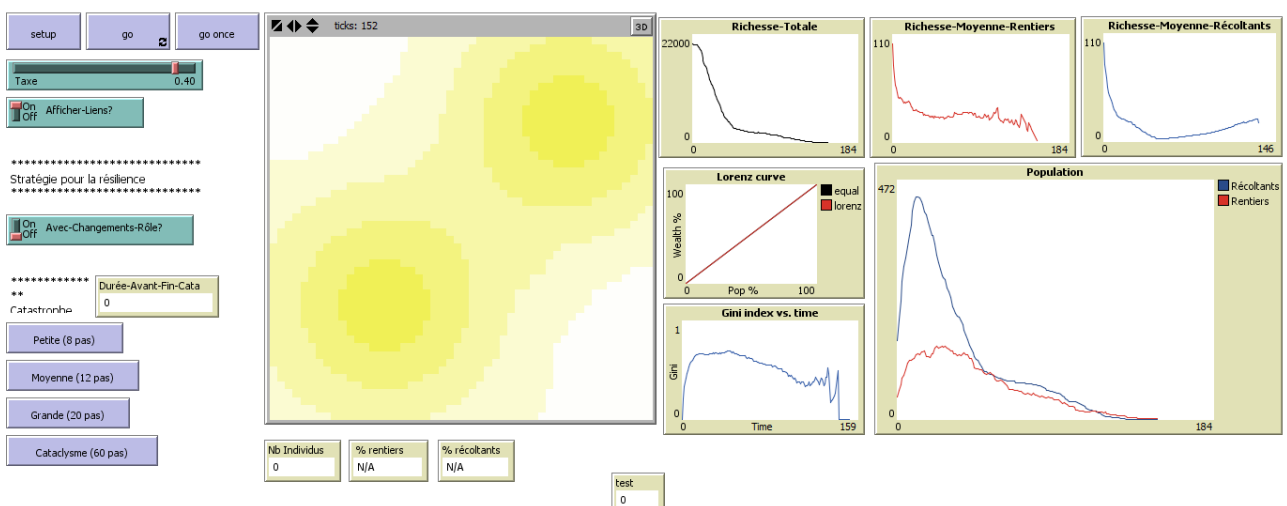 setup
go
go once
Taxe
0.40
On
Off
Afficher-Liens?
*****************************
Stratégie pour la résilience
*****************************
On
Off
Avec-Changements-Rôle?
************
**
Catastrophe
Durée-Avant-Fin-Cata
0
Petite (8 pas)
Moyenne (12 pas)
Grande (20 pas)
Cataclysme (60 pas)
ticks: 152
3D
Nb Individus
0
% rentiers
N/A
% récoltants
N/A
test
0
Richesse-Totale
22000
0
0
184
Richesse-Moyenne-Rentiers
110
0
0
184
Richesse-Moyenne-Récoltants
110
0
0
146
Lorenz curve
100
Wealth %
0
0
Pop %
100
equal
lorenz
Gini index vs. time
1
Gini
0
0
Time
159
Population
472
0
0
184
Récoltants
Rentiers